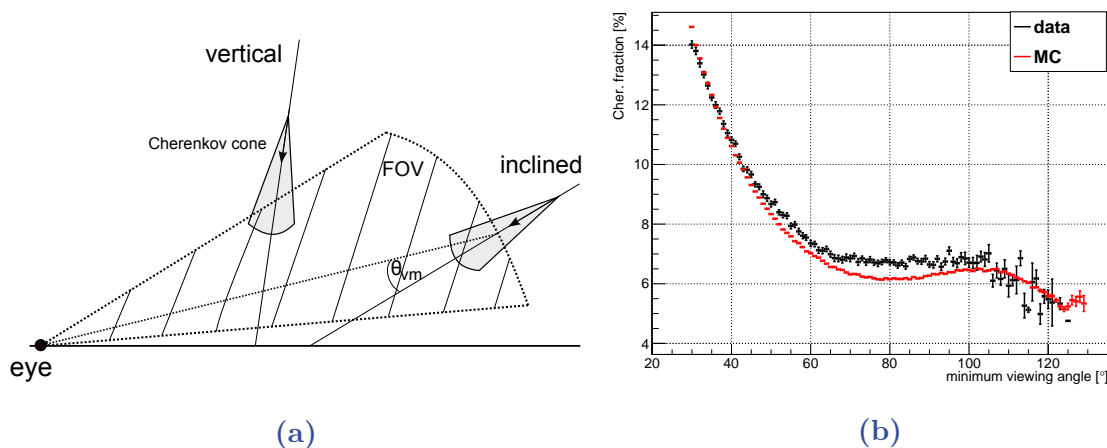 vertical
Cherenkov cone
FOV
inclined
θvm
eye
(a)
Cher. fraction [%]
14
12
10
8
6
4
20 40 60 80 100 120
minimum viewing angle [°]
data
MC
(b)